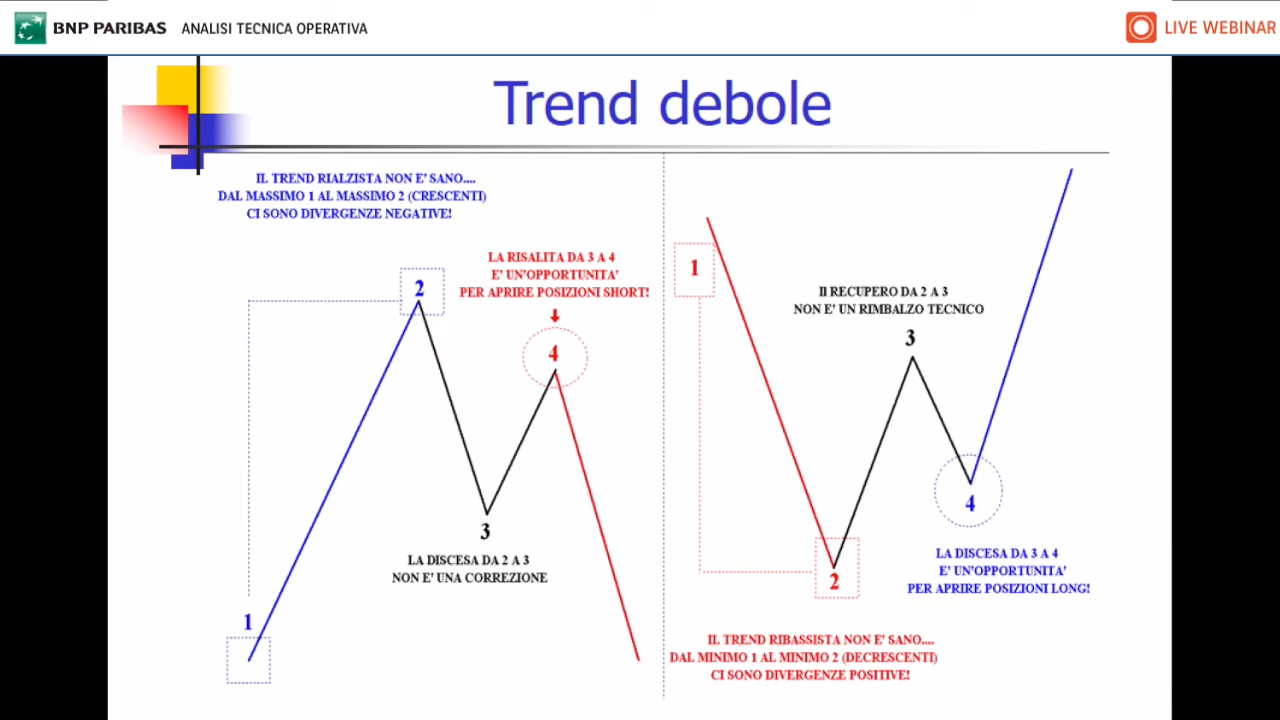 BNP PARIBAS ANALISI TECNICA OPERATIVA
LIVE WEBINAR
Trend debole
IL TREND RIALZISTA NON E' SANO....
DAL MASSIMO 1 AL MASSIMO 2 (CRESCENTI)
CI SONO DIVERGENZE NEGATIVE!
LA RISALITA DA 3 A 4
E' UN'OPPORTUNITA'
PER APRIRE POSIZIONI SHORT!
2
4
3
LA DISCESA DA 2 A 3
NON E' UNA CORREZIONE
1
1
Il RECUPERO DA 2 A 3
NON E' UN RIMBALZO TECNICO
3
4
LA DISCESA DA 3 A 4
E' UN'OPPORTUNITA'
PER APRIRE POSIZIONI LONG!
2
IL TREND RIBASSISTA NON E' SANO....
DAL MINIMO 1 AL MINIMO 2 (DECRESCENTI)
CI SONO DIVERGENZE POSITIVE!